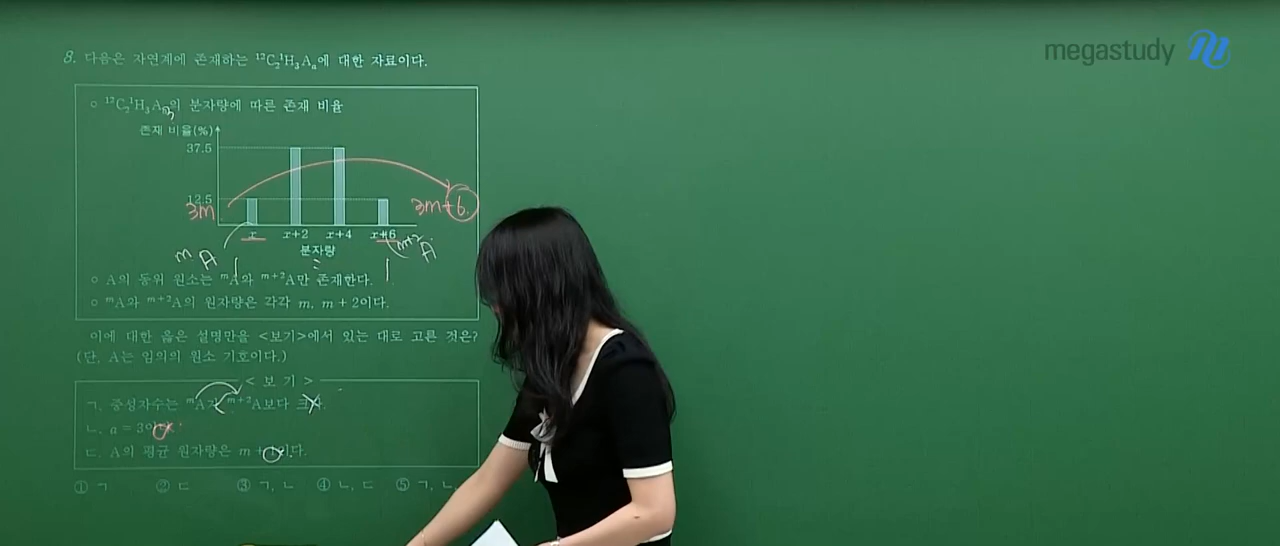 megastudy
8. 다음은 자연계에 존재하는 ¹²C₂¹H₃Aₐ에 대한 자료이다.
○ ¹²C₂¹H₃A₃의 분자량에 따른 존재 비율
존재 비율(%)
37.5
12.5
3m
3m+6.
x x+2 x+4 x+6
분자량
ᵐA ᵐ⁺²A
○ A의 동위 원소는 ᵐA와 ᵐ⁺²A만 존재한다.
○ ᵐA와 ᵐ⁺²A의 원자량은 각각 m, m+2이다.
이에 대한 옳은 설명만을 <보기>에서 있는 대로 고른 것은?
(단, A는 임의의 원소 기호이다.)
<보 기>
ㄱ. 중성자수는 ᵐA가 ᵐ⁺²A보다 크다.
ㄴ. a = 3이다.
ㄷ. A의 평균 원자량은 m+1이다.
① ㄱ ② ㄷ ③ ㄱ, ㄴ ④ ㄴ, ㄷ ⑤ ㄱ, ㄴ,